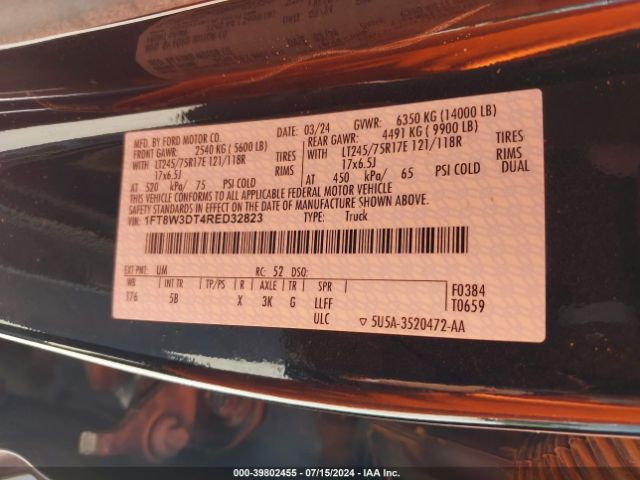 MFD. BY FORD MOTOR CO.
DATE: 03/24 GVWR: 6350 KG (14000 LB)
FRONT GAWR: 2540 KG ( 5600 LB) REAR GAWR: 4491 KG ( 9900 LB)
WITH LT245/75R17E 121/118R TIRES WITH LT245/75R17E 121/118R TIRES
17x6.5J RIMS 17x6.5J RIMS
AT 520 kPa/ 75 PSI COLD AT 450 kPa/ 65 PSI COLD DUAL
THIS VEHICLE CONFORMS TO ALL APPLICABLE FEDERAL MOTOR VEHICLE
SAFETY STANDARDS IN EFFECT ON THE DATE OF MANUFACTURE SHOWN ABOVE.
VIN: 1FT8W3DT4RED32823 TYPE: Truck
EXT PNT: UM RC: 52 DSO:
WB INT TR TP/PS R AXLE TR SPR
176 5B X 3K G LLFF
ULC
F0384
T0659
▽ 5U5A-3520472-AA
000-39802455 - 07/15/2024 - IAA Inc.